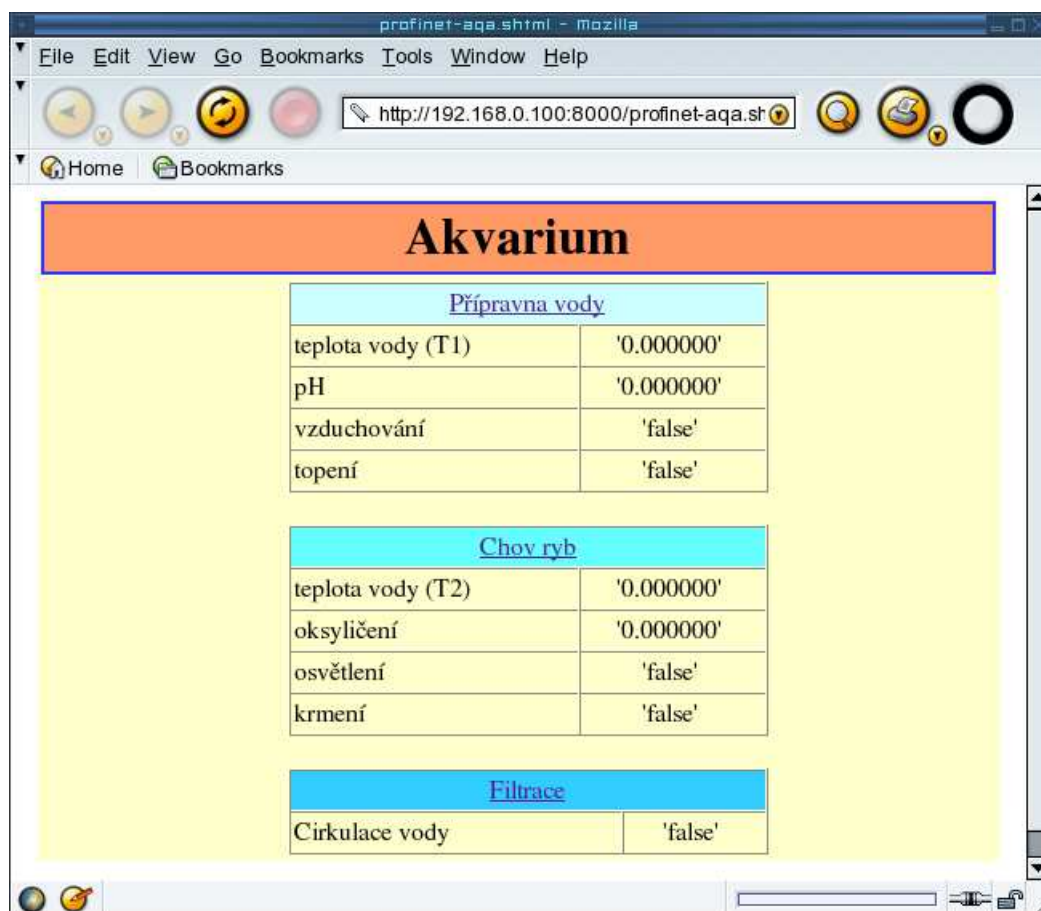 profinet-aqa.shtml - Mozilla
File Edit View Go Bookmarks Tools Window Help
http://192.168.0.100:8000/profinet-aqa.sh
Home Bookmarks
Akvarium
Přípravna vody
teplota vody (T1) '0.000000'
pH '0.000000'
vzduchování 'false'
topení 'false'
Chov ryb
teplota vody (T2) '0.000000'
oksyličení '0.000000'
osvětlení 'false'
krmení 'false'
Filtrace
Cirkulace vody 'false'